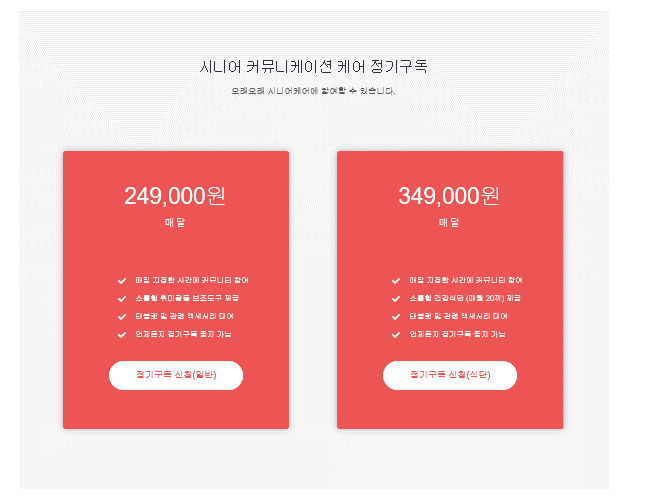 시니어 커뮤니케이션 케어 정기구독
오래오래 시니어케어에 참여할 수 있습니다.
249,000원
매 달
매일 지정한 시간에 커뮤니티 참여
소통형 취미활동 보조도구 제공
태블릿 및 관련 액세서리 대여
언제든지 정기구독 중지 가능
정기구독 신청(일반)
349,000원
매 달
매일 지정한 시간에 커뮤니티 참여
소통형 건강식단 (매월 20끼) 제공
태블릿 및 관련 액세서리 대여
언제든지 정기구독 중지 가능
정기구독 신청(식단)